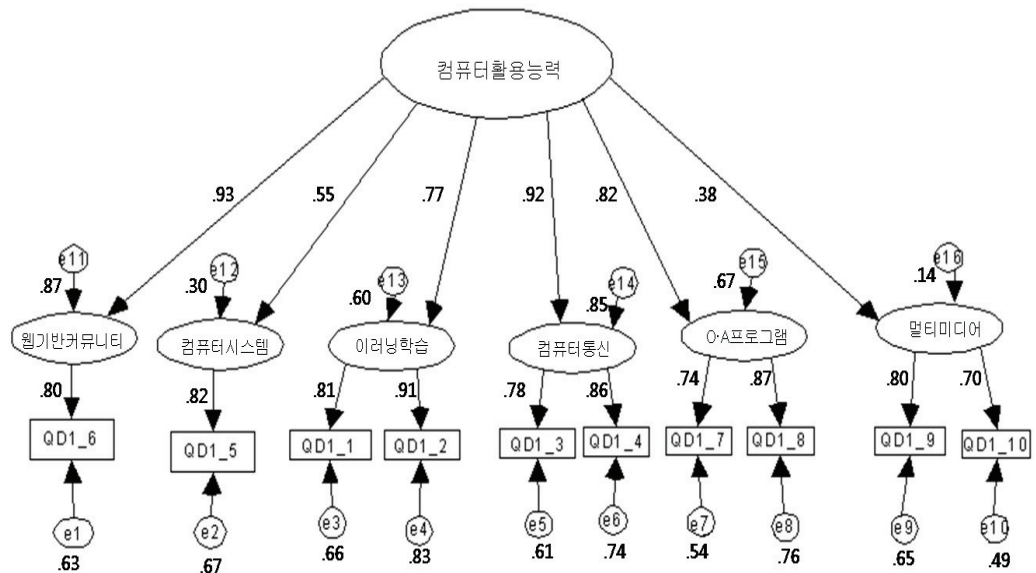 컴퓨터활용능력
.93 .55 .77 .92 .82 .38
e11 e12 e13 e14 e15 e16
.87 .30 .60 .85 .67 .14
웹기반커뮤니티 컴퓨터시스템 이러닝학습 컴퓨터통신 O·A프로그램 멀티미디어
.80 .82 .81 .91 .78 .86 .74 .87 .80 .70
QD1_6 QD1_5 QD1_1 QD1_2 QD1_3 QD1_4 QD1_7 QD1_8 QD1_9 QD1_10
e1 e2 e3 e4 e5 e6 e7 e8 e9 e10
.63 .67 .66 .83 .61 .74 .54 .76 .65 .49